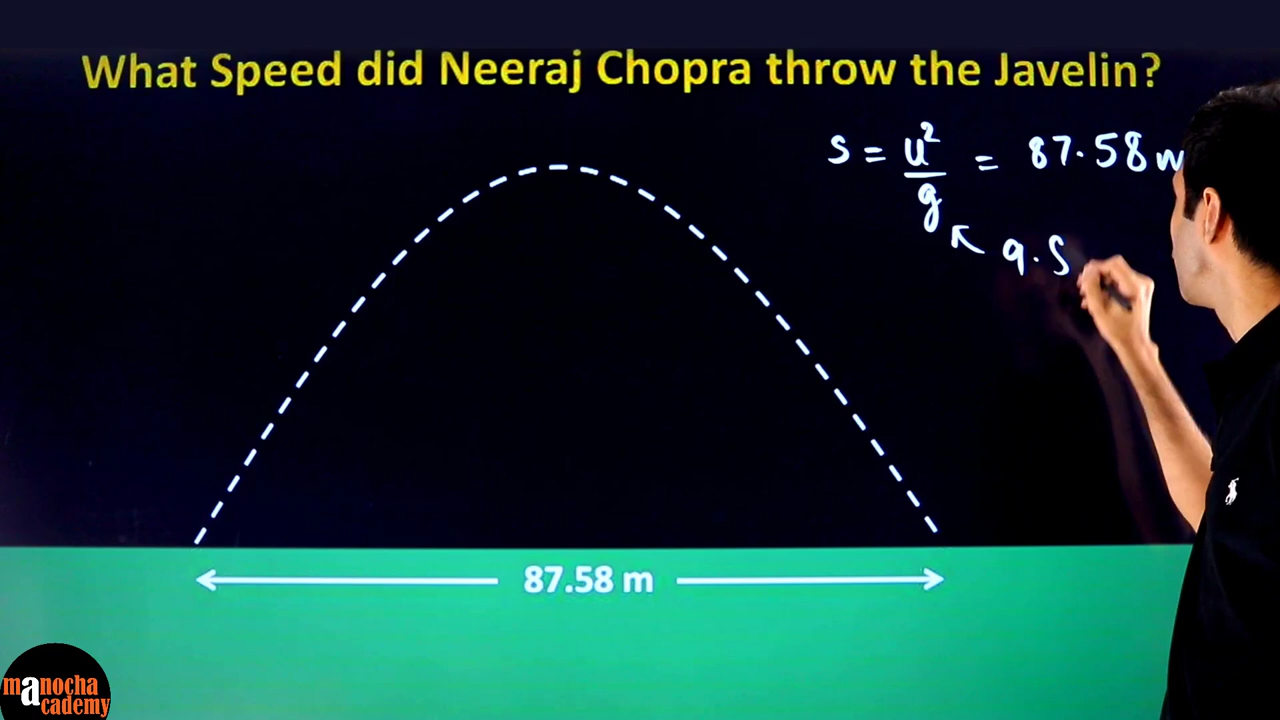 What Speed did Neeraj Chopra throw the Javelin?
s = u²/g = 87.58 m
↖ 9.8
87.58 m
manocha
academy